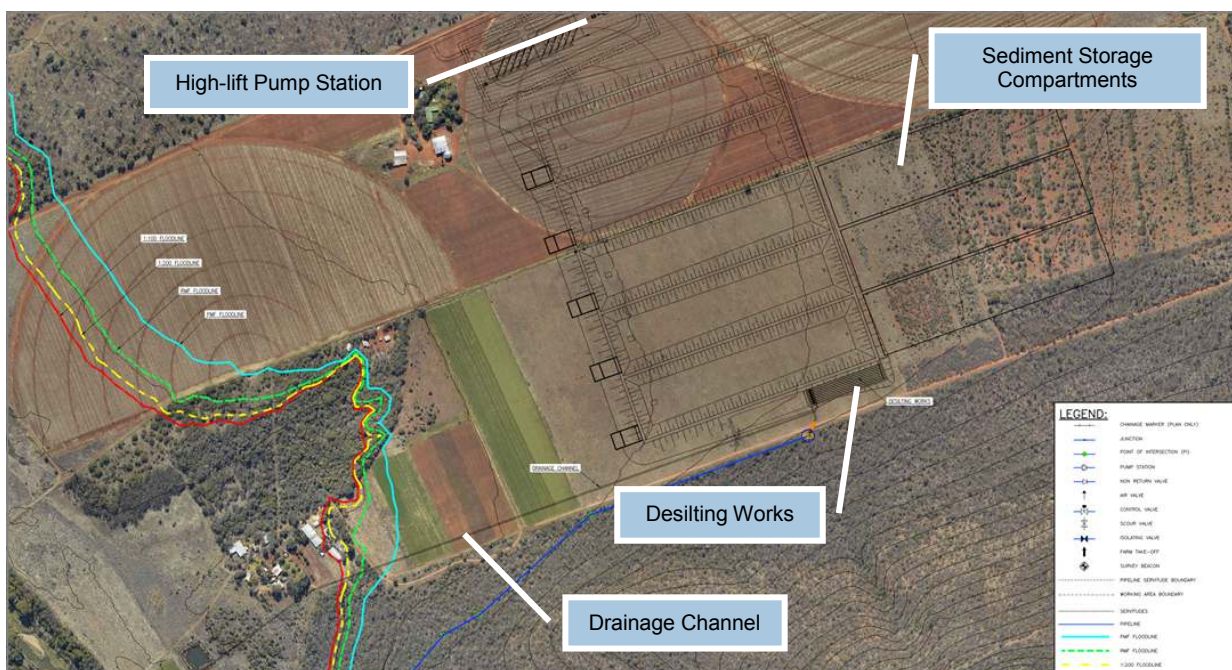 High-lift Pump Station
Sediment Storage
Compartments
1:100 FLOODLINE
1:200 FLOODLINE
RMF FLOODLINE
PMF FLOODLINE
DESILTING WORKS
DRAINAGE CHANNEL
Desilting Works
Drainage Channel
LEGEND:
CHAINAGE MARKER (PLAN ONLY)
JUNCTION
POINT OF INTERSECTION (PI)
PUMP STATION
NON RETURN VALVE
AIR VALVE
CONTROL VALVE
SCOUR VALVE
ISOLATING VALVE
FARM TAKE-OFF
SURVEY BEACON
PIPELINE SERVITUDE BOUNDARY
WORKING AREA BOUNDARY
SERVITUDES
PIPELINE
PMF FLOODLINE
RMF FLOODLINE
1:200 FLOODLINE